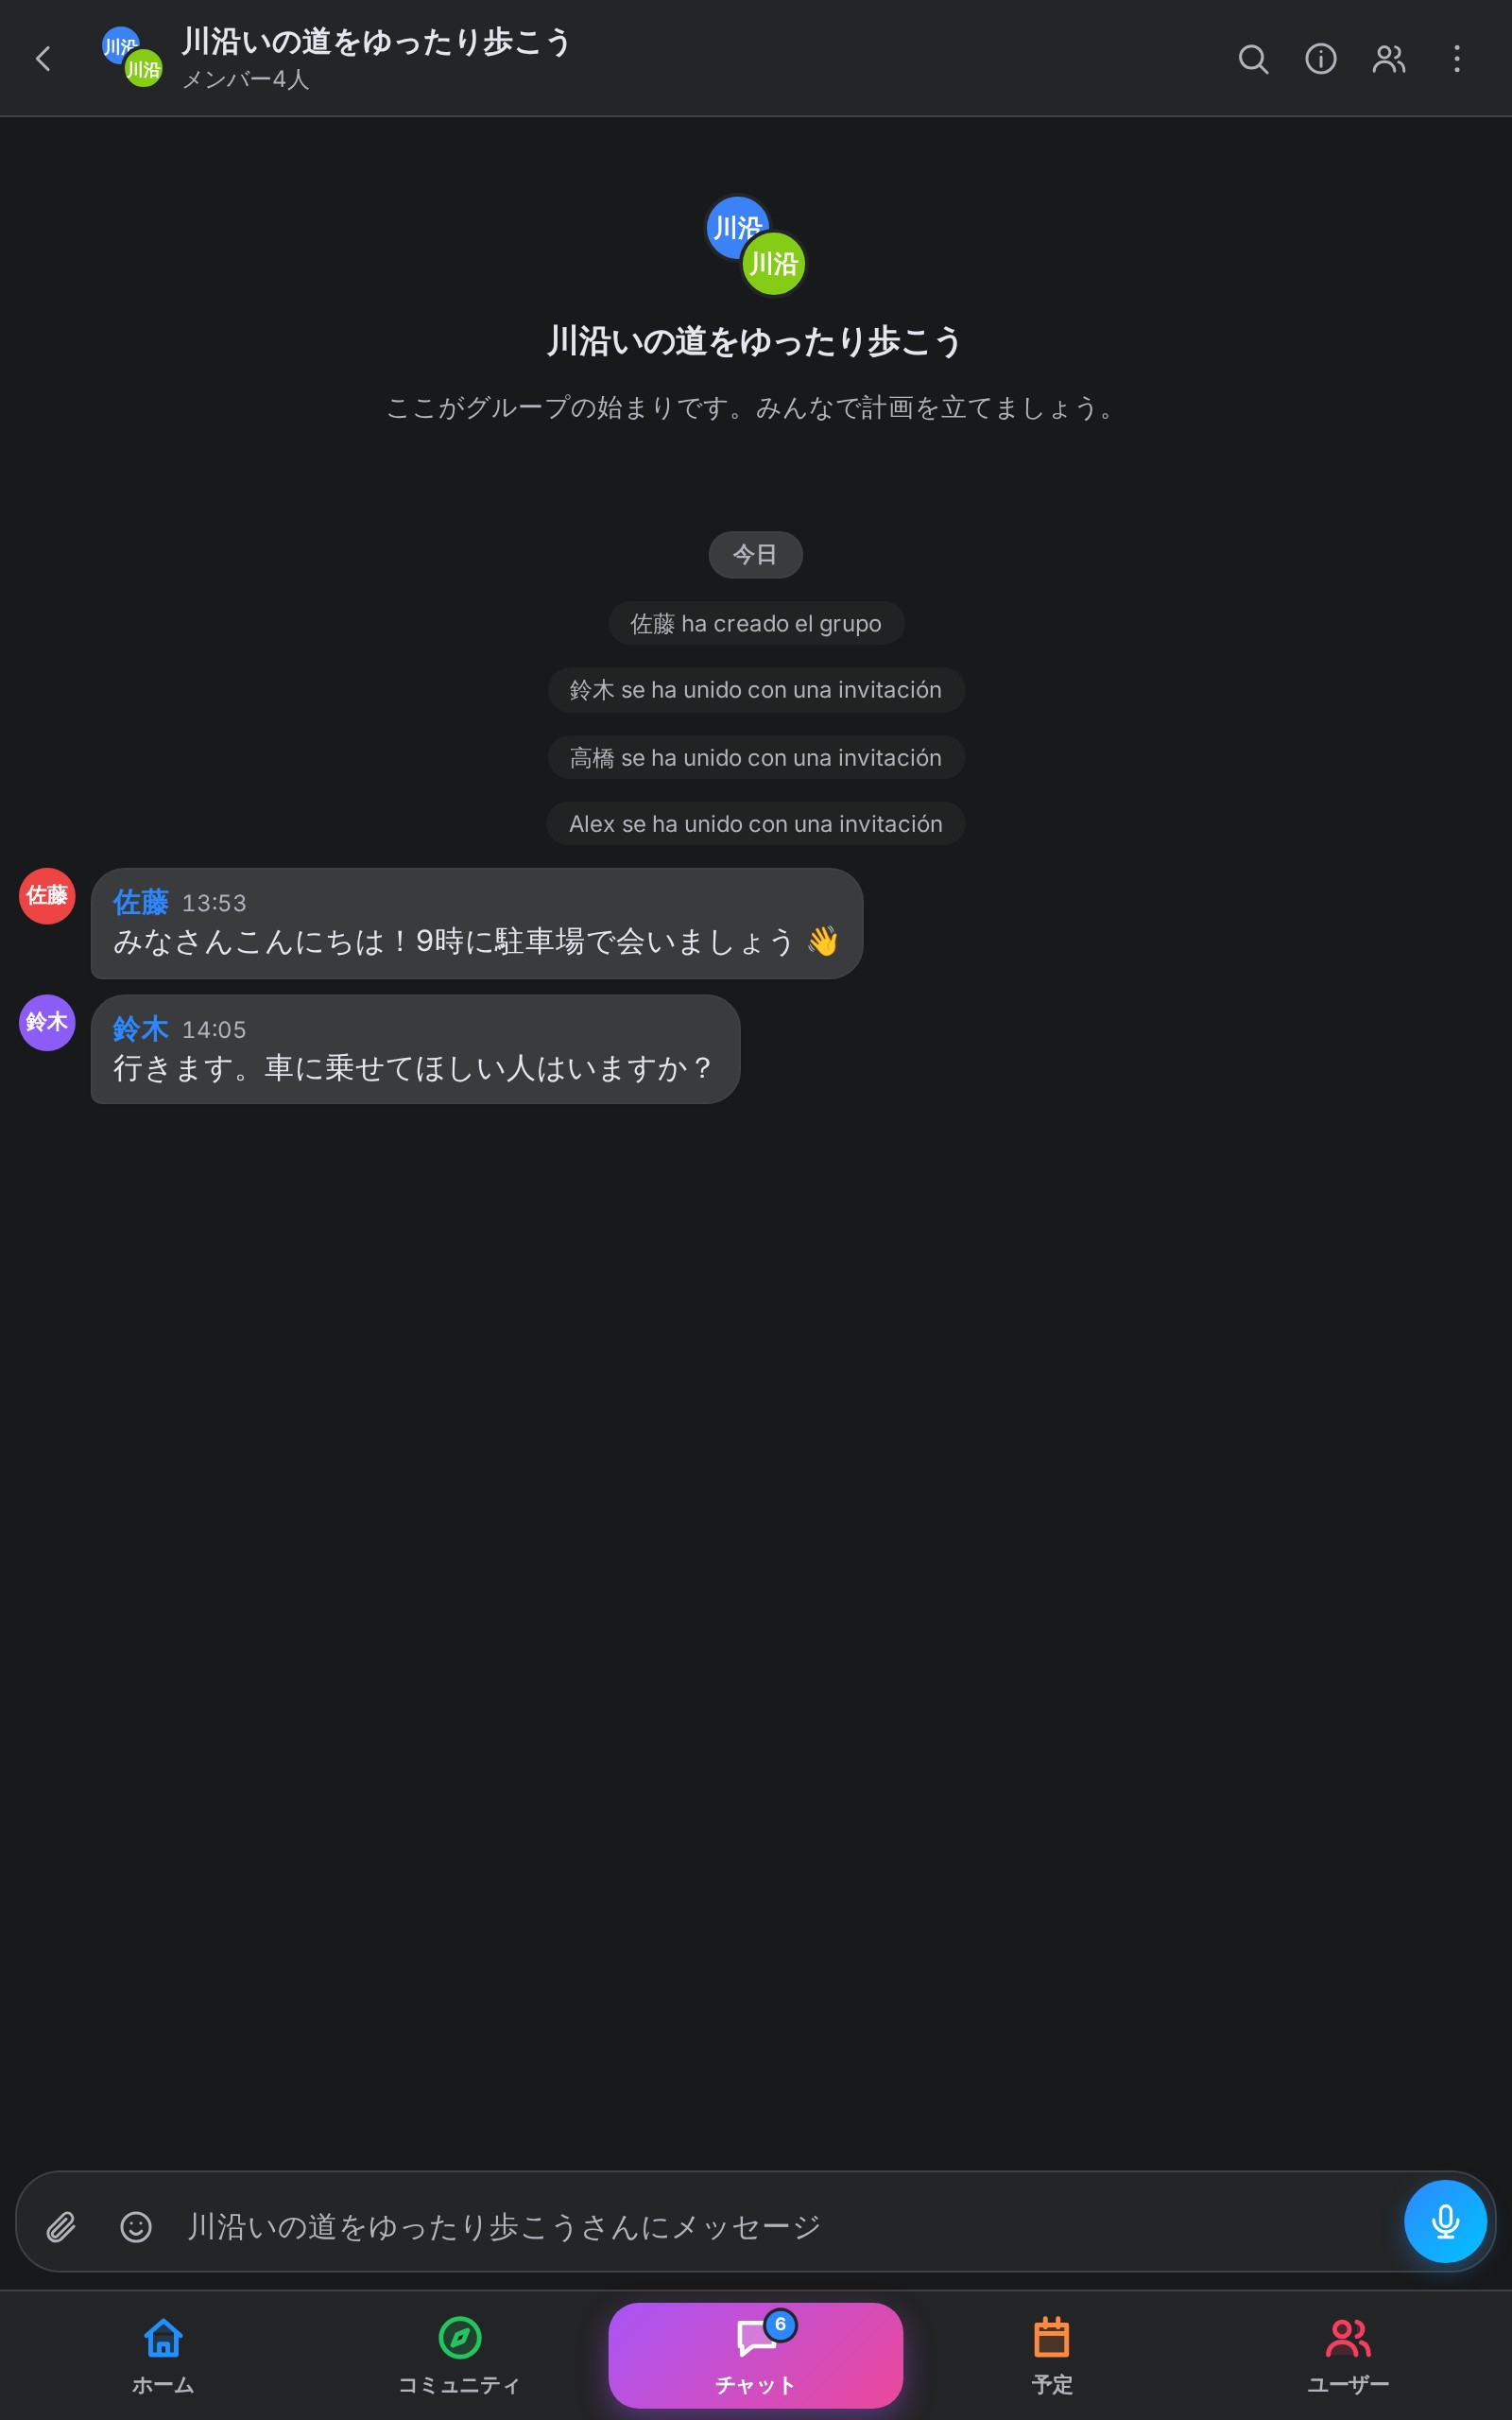 川沿
川沿
川沿いの道をゆったり歩こう
メンバー4人
川沿
川沿
川沿いの道をゆったり歩こう
ここがグループの始まりです。みんなで計画を立てましょう。
今日
佐藤 ha creado el grupo
鈴木 se ha unido con una invitación
高橋 se ha unido con una invitación
Alex se ha unido con una invitación
佐藤
佐藤 13:53
みなさんこんにちは！9時に駐車場で会いましょう 👋
鈴木
鈴木 14:05
行きます。車に乗せてほしい人はいますか？
川沿いの道をゆったり歩こうさんにメッセージ
6
ホーム
コミュニティ
チャット
予定
ユーザー